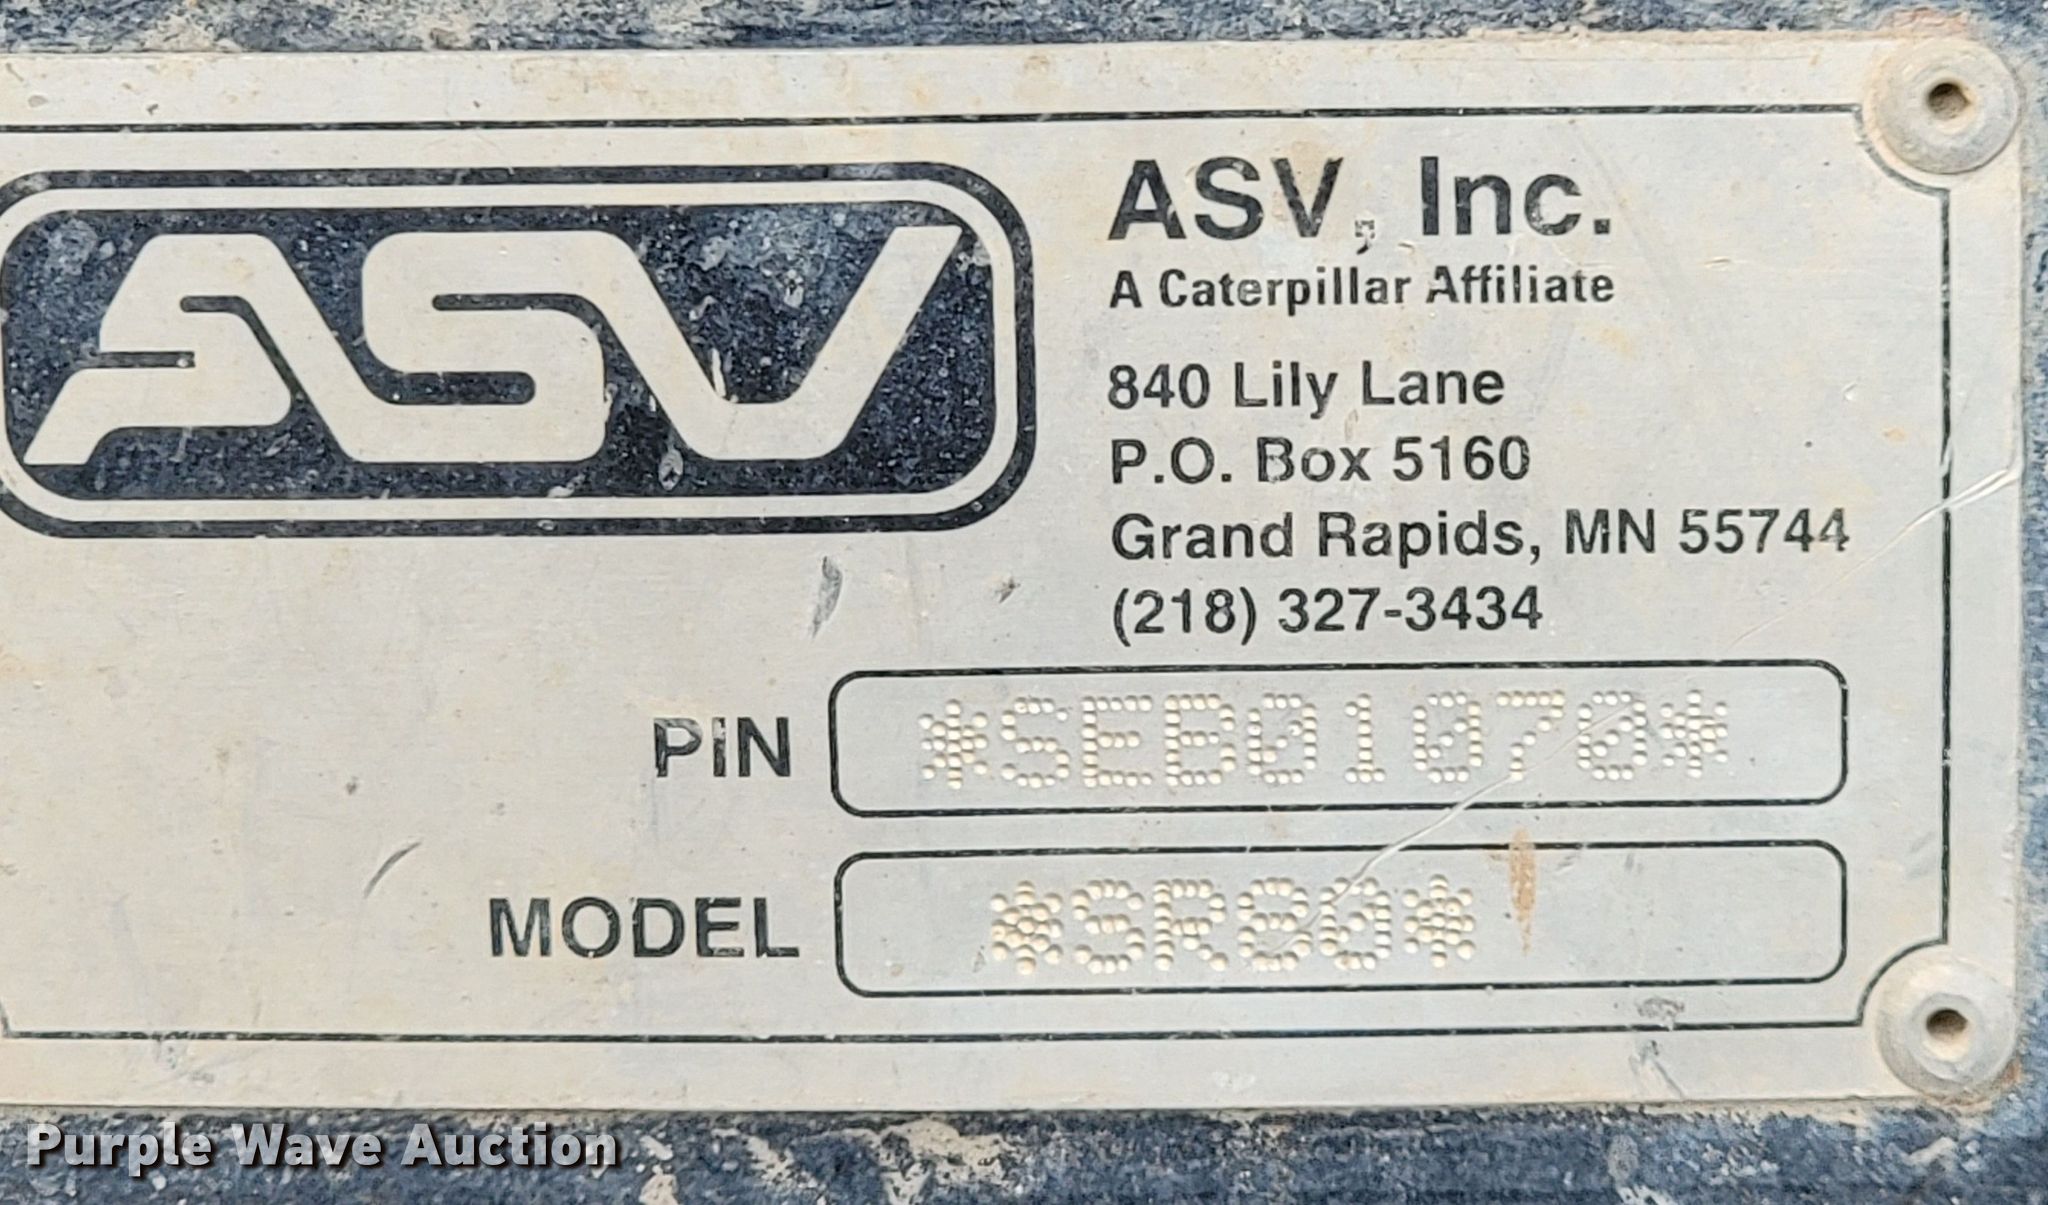 ASV
ASV, Inc.
A Caterpillar Affiliate
840 Lily Lane
P.O. Box 5160
Grand Rapids, MN 55744
(218) 327-3434
PIN *SEB01070*
MODEL *SR80*
Purple Wave Auction